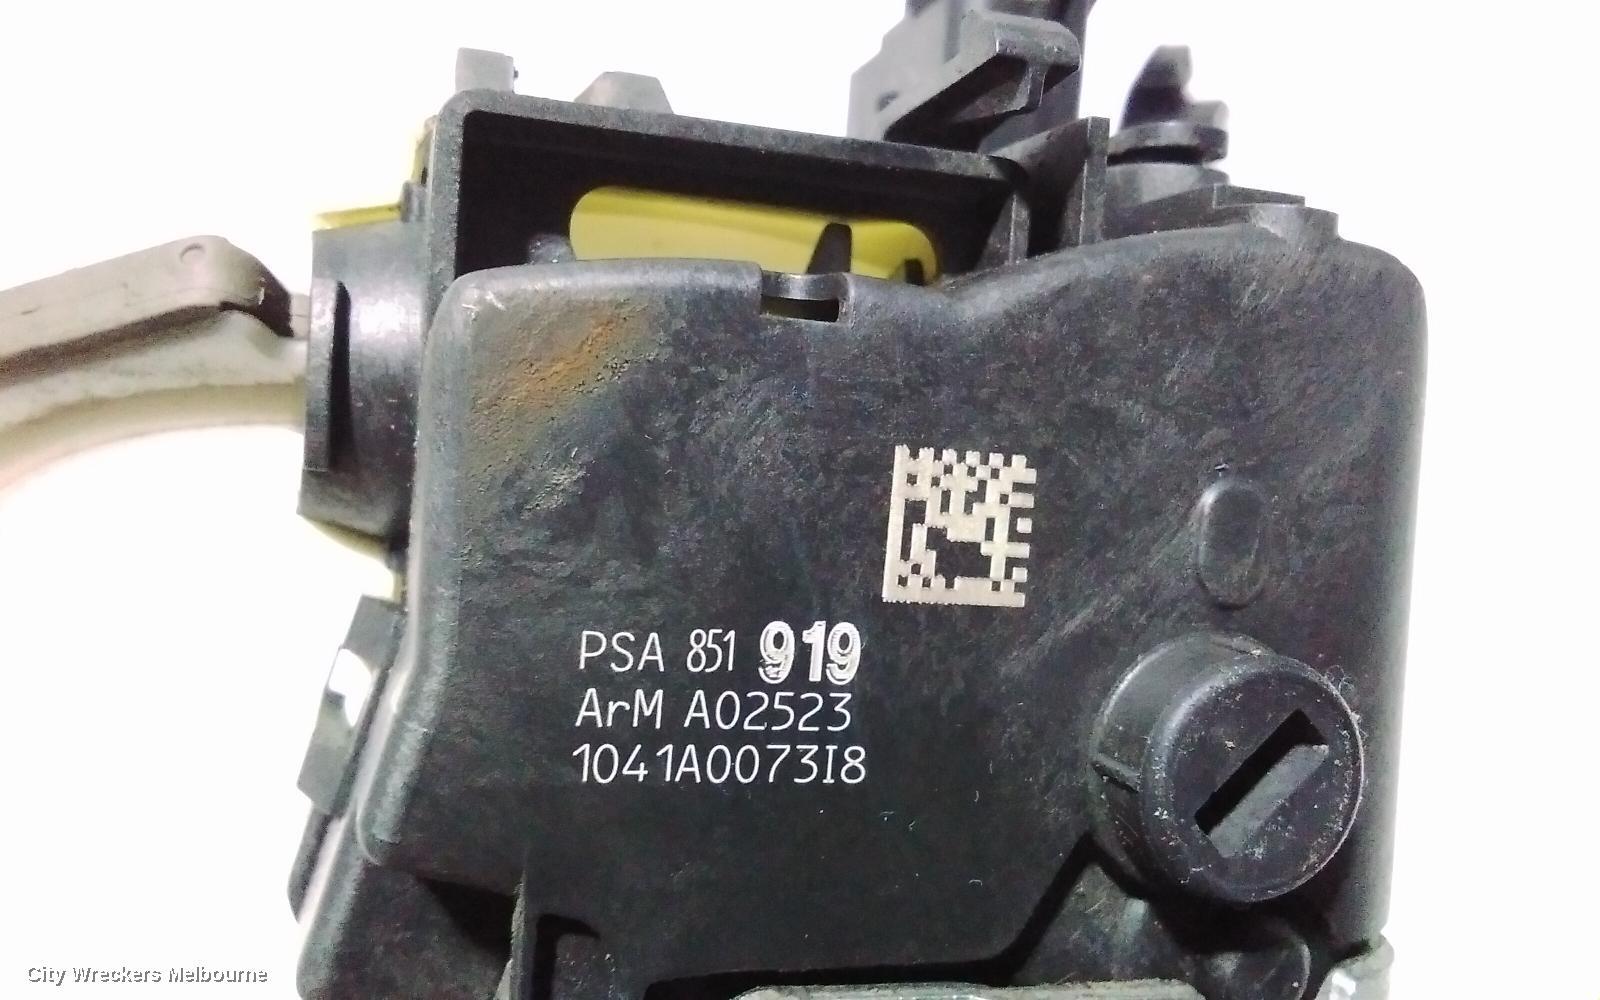 PSA 851 919
ArM A02523
1041A0073I8
City Wreckers Melbourne